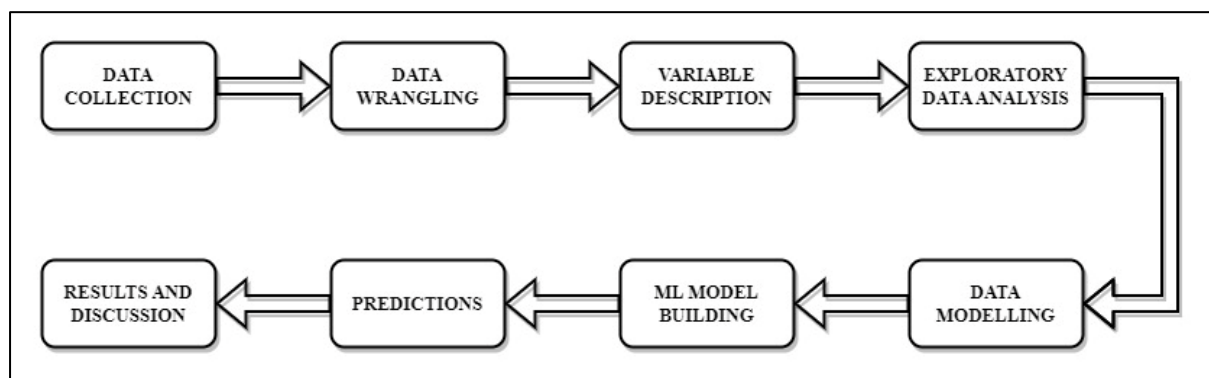 DATA
COLLECTION
DATA
WRANGLING
VARIABLE
DESCRIPTION
EXPLORATORY
DATA ANALYSIS
DATA
MODELLING
ML MODEL
BUILDING
PREDICTIONS
RESULTS AND
DISCUSSION